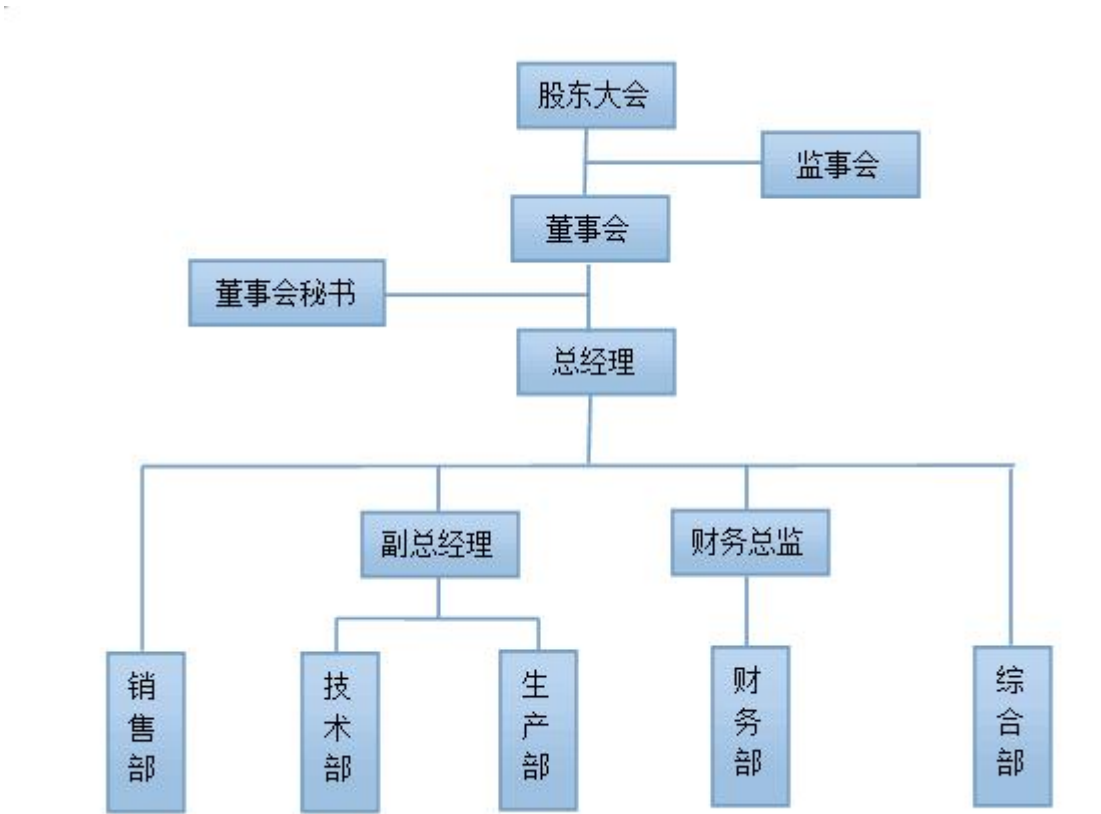 股东大会
监事会
董事会
董事会秘书
总经理
副总经理
财务总监
销售部
技术部
生产部
财务部
综合部